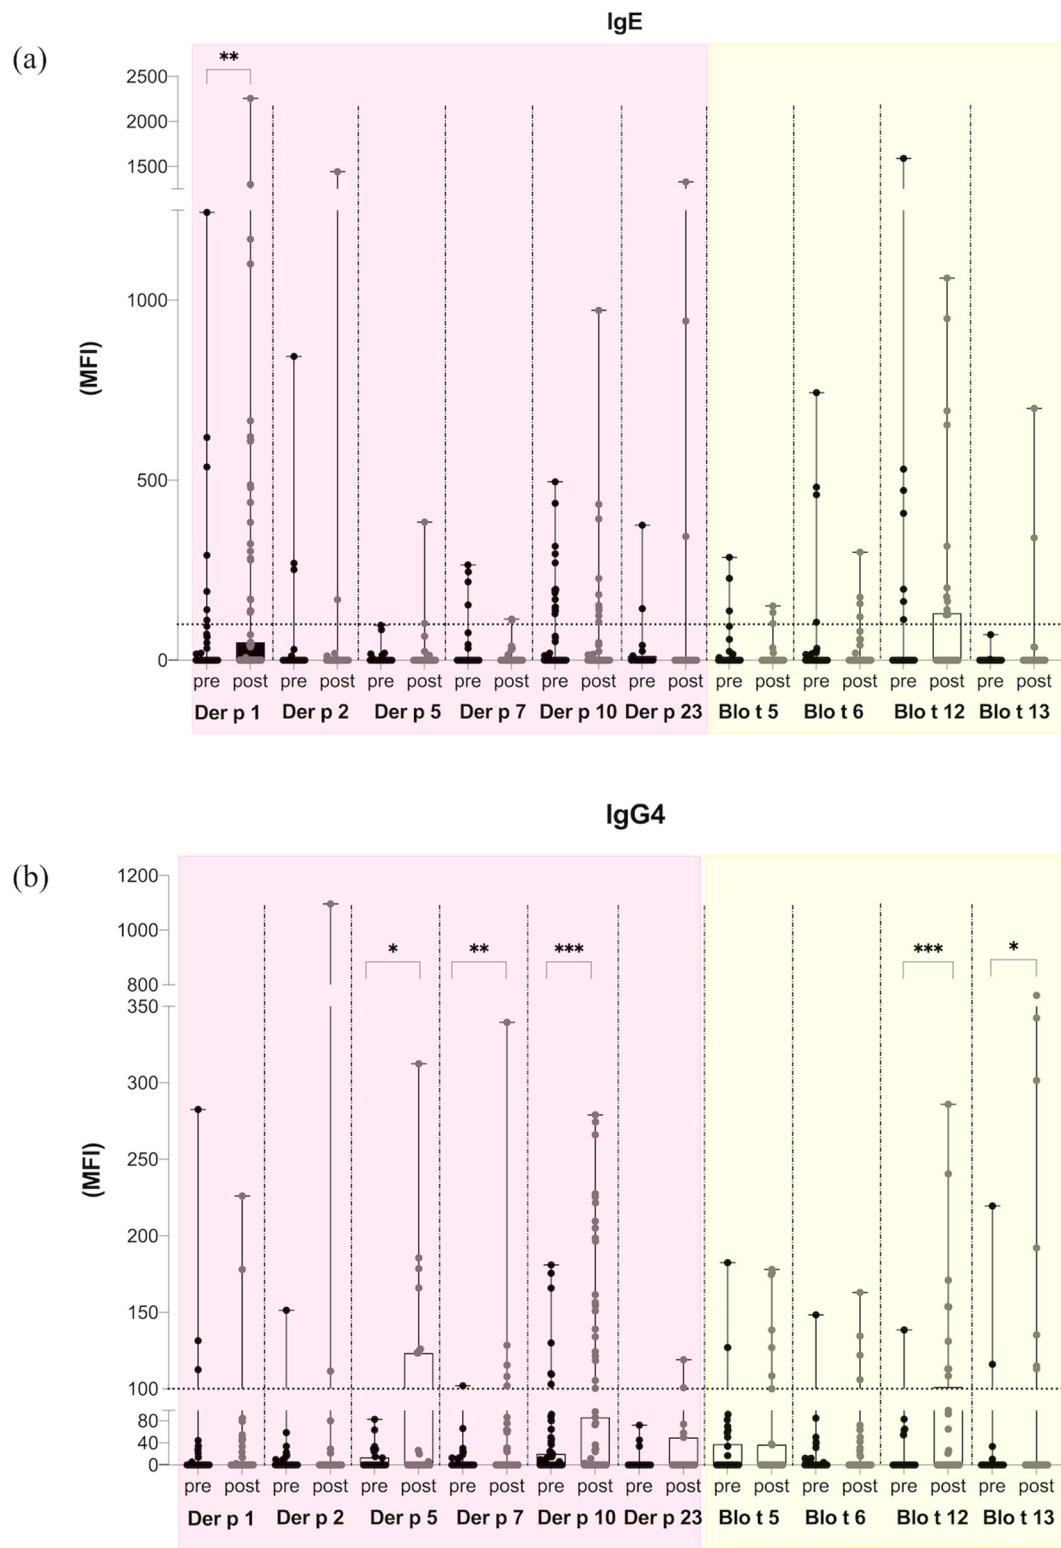 IgE
(a)
**
2500
2000
1500
1000
500
0
(MFI)
pre post pre post pre post pre post pre post pre post pre post pre post pre post pre post
Der p 1 Der p 2 Der p 5 Der p 7 Der p 10 Der p 23 Blo t 5 Blo t 6 Blo t 12 Blo t 13
IgG4
(b)
1200
1000
* ** *** *** *
800
350
300
250
200
150
100
80
40
0
(MFI)
pre post pre post pre post pre post pre post pre post pre post pre post pre post pre post
Der p 1 Der p 2 Der p 5 Der p 7 Der p 10 Der p 23 Blo t 5 Blo t 6 Blo t 12 Blo t 13